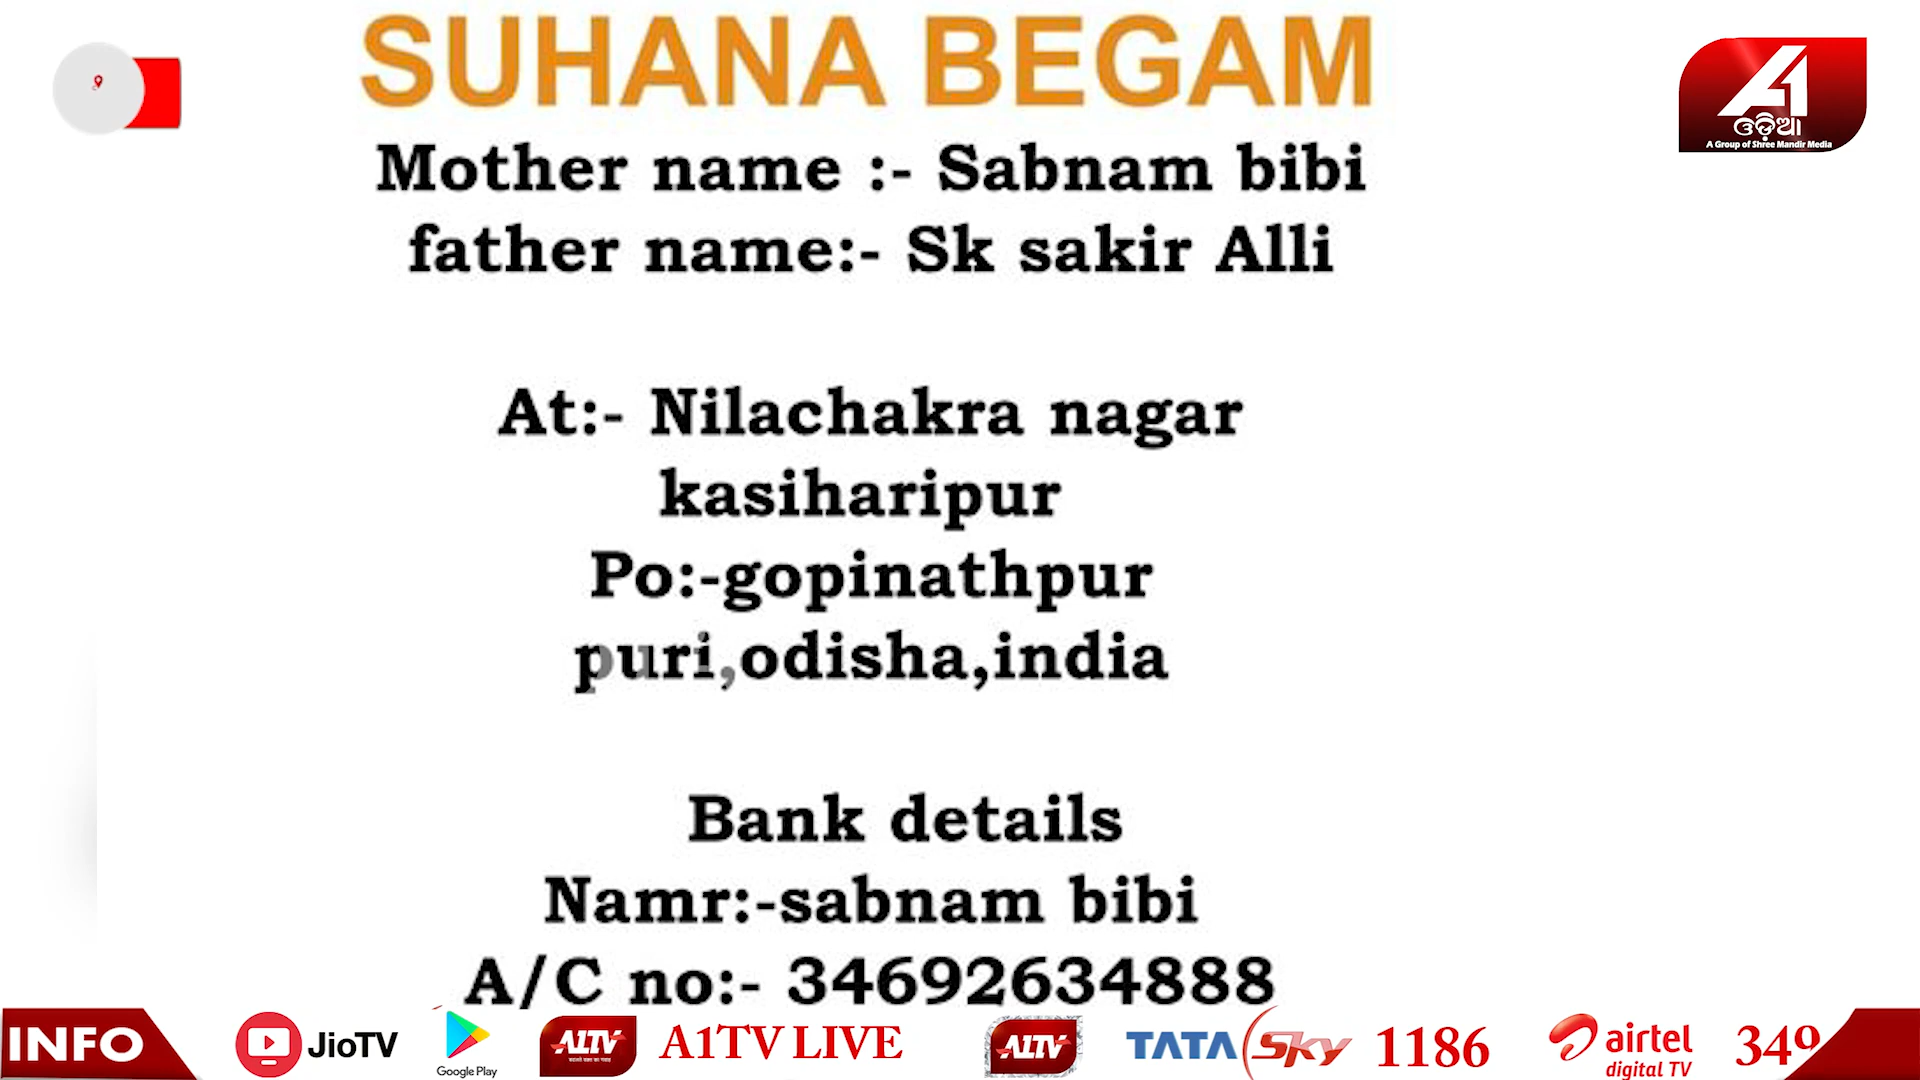 SUHANA BEGAM
Mother name :- Sabnam bibi
father name:- Sk sakir Alli
At:- Nilachakra nagar
kasiharipur
Po:-gopinathpur
puri,odisha,india
Bank details
Namr:-sabnam bibi
A/C no:- 34692634888
A1
ଓଡ଼ିଆ
A Group of Shree Mandir Media
INFO
JioTV
Google Play
A1TV
A1TV LIVE
A1TV
TATA Sky 1186
airtel
digital TV
349